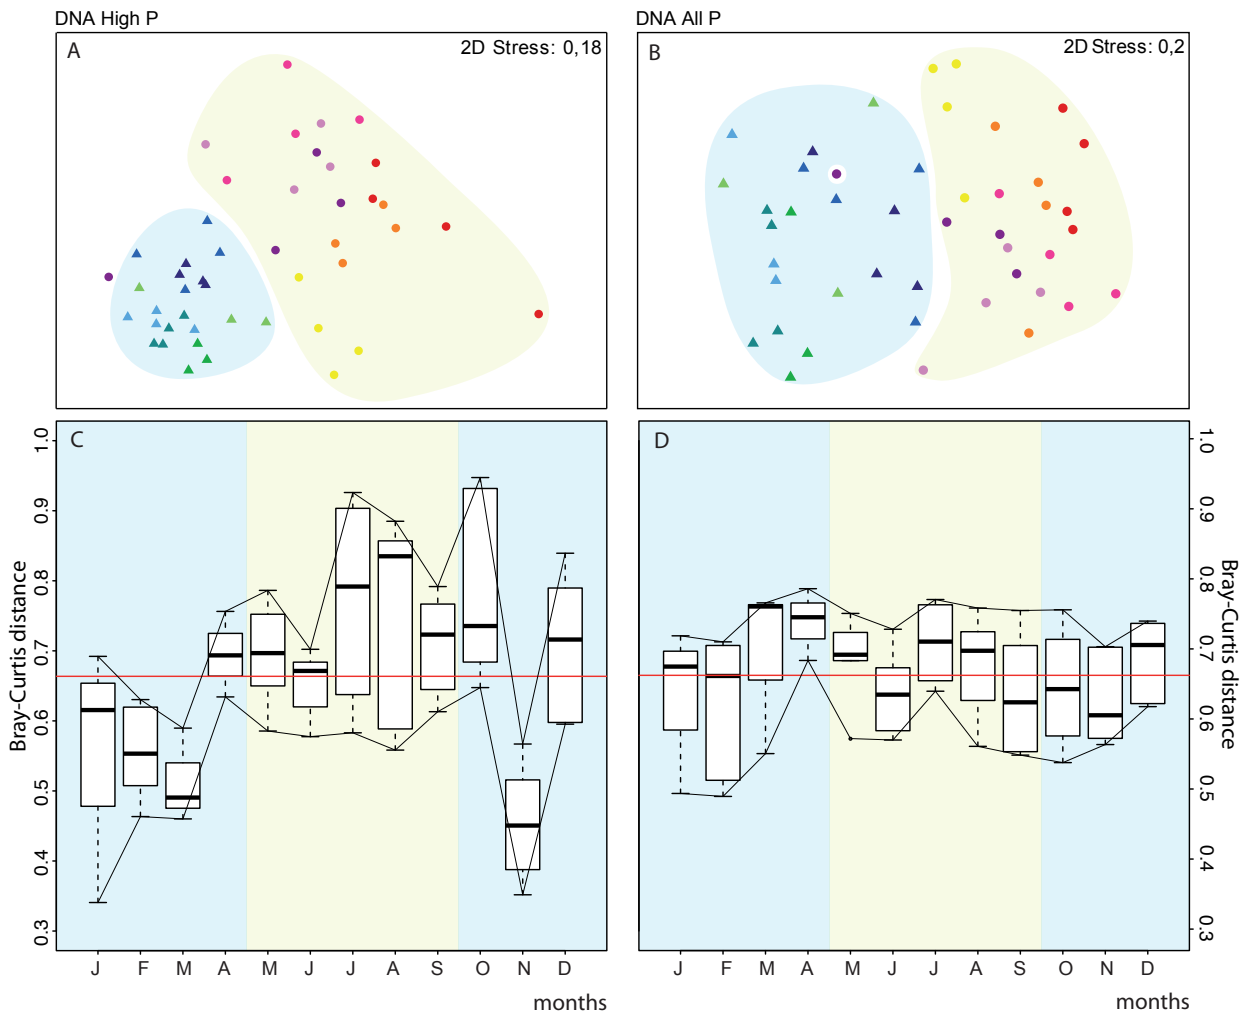 DNA High P
DNA All P
A
2D Stress: 0,18
B
2D Stress: 0,2
C
D
Bray-Curtis distance
1.0
0.9
0.8
0.7
0.6
0.5
0.4
0.3
1.0
0.9
0.8
0.7
0.6
0.5
0.4
0.3
Bray-Curtis distance
J F M A M J J A S O N D
J F M A M J J A S O N D
months
months